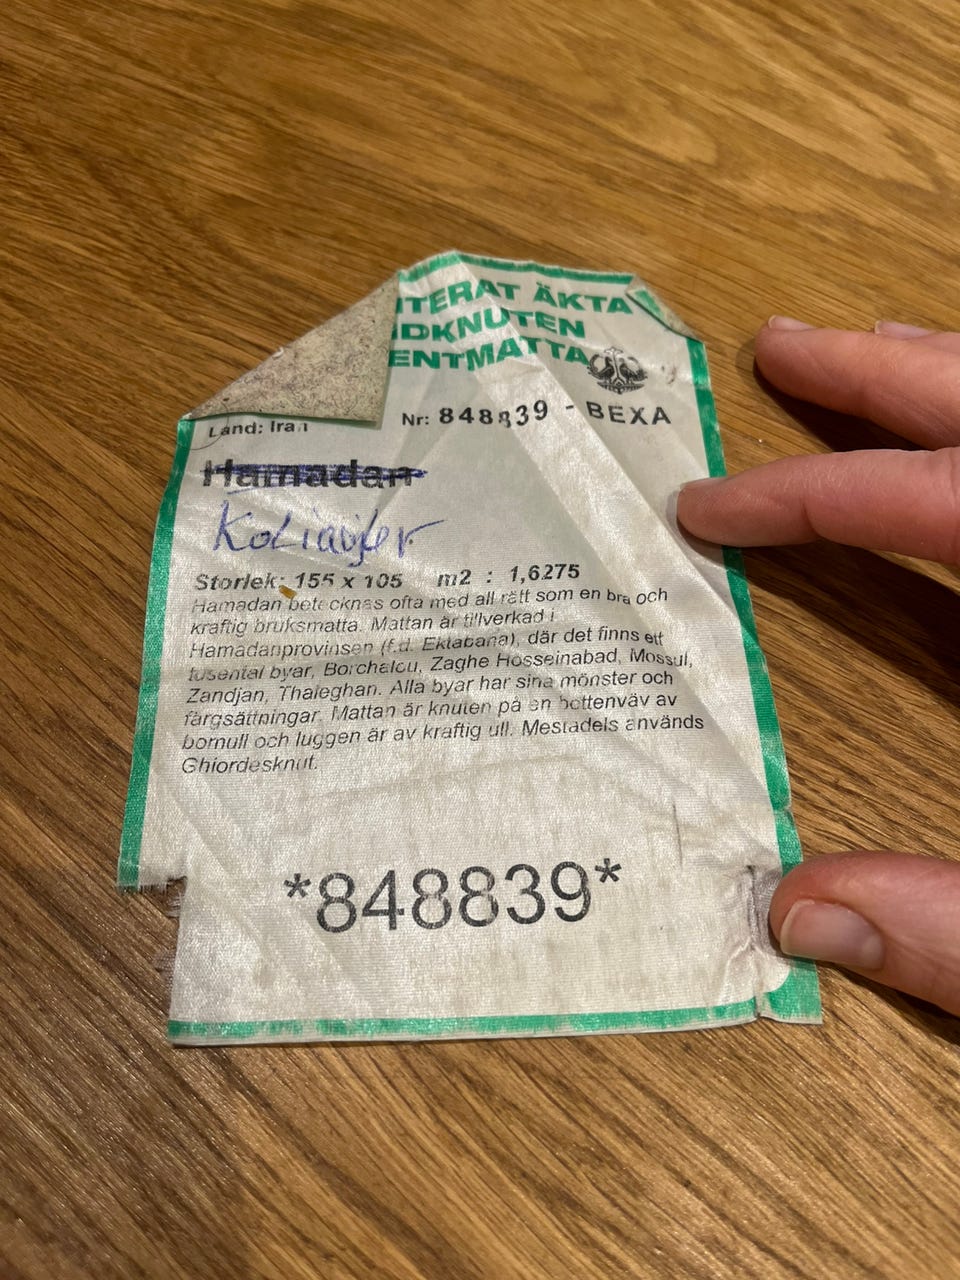 TERAT ÄKTA
DKNUTEN
ENTMATTA
Land: Iran
Nr: 848839 - BEXA
Hamadan
Storlek: 155 x 105 m2 : 1,6275
Hamadan betecknas ofta med all rätt som en bra och
kraftig bruksmatta. Mattan är tillverkad i
Hamadanprovinsen (f.d. Ektabana), där det finns ett
tusental byar, Borchalou, Zaghe Hosseinabad, Mossul,
Zandjan, Thaleghan. Alla byar har sina mönster och
färgsättningar. Mattan är knuten på en bottenväv av
bomull och luggen är av kraftig ull. Mestadels används
Ghiordesknut.
*848839*